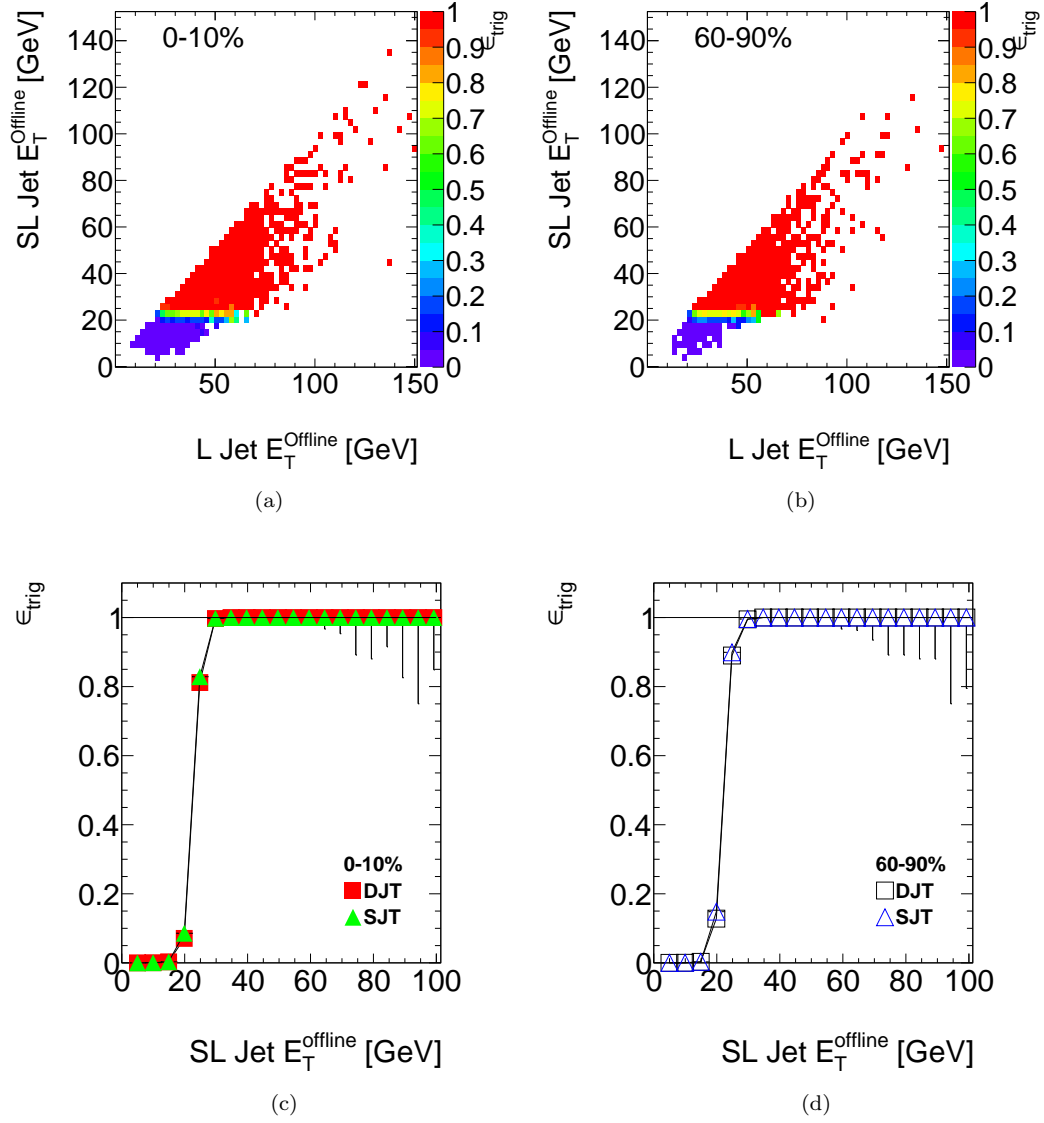 0-10%
SL Jet E_T^Offline [GeV]
140
120
100
80
60
40
20
0
50 100 150
L Jet E_T^Offline [GeV]
1
0.9
0.8
0.7
0.6
0.5
0.4
0.3
0.2
0.1
0
∈trig
(a)
60-90%
SL Jet E_T^Offline [GeV]
140
120
100
80
60
40
20
0
50 100 150
L Jet E_T^Offline [GeV]
1
0.9
0.8
0.7
0.6
0.5
0.4
0.3
0.2
0.1
0
∈trig
(b)
∈trig
1
0.8
0.6
0.4
0.2
0
0-10%
DJT
SJT
0 20 40 60 80 100
SL Jet E_T^offline [GeV]
(c)
∈trig
1
0.8
0.6
0.4
0.2
0
60-90%
DJT
SJT
0 20 40 60 80 100
SL Jet E_T^offline [GeV]
(d)